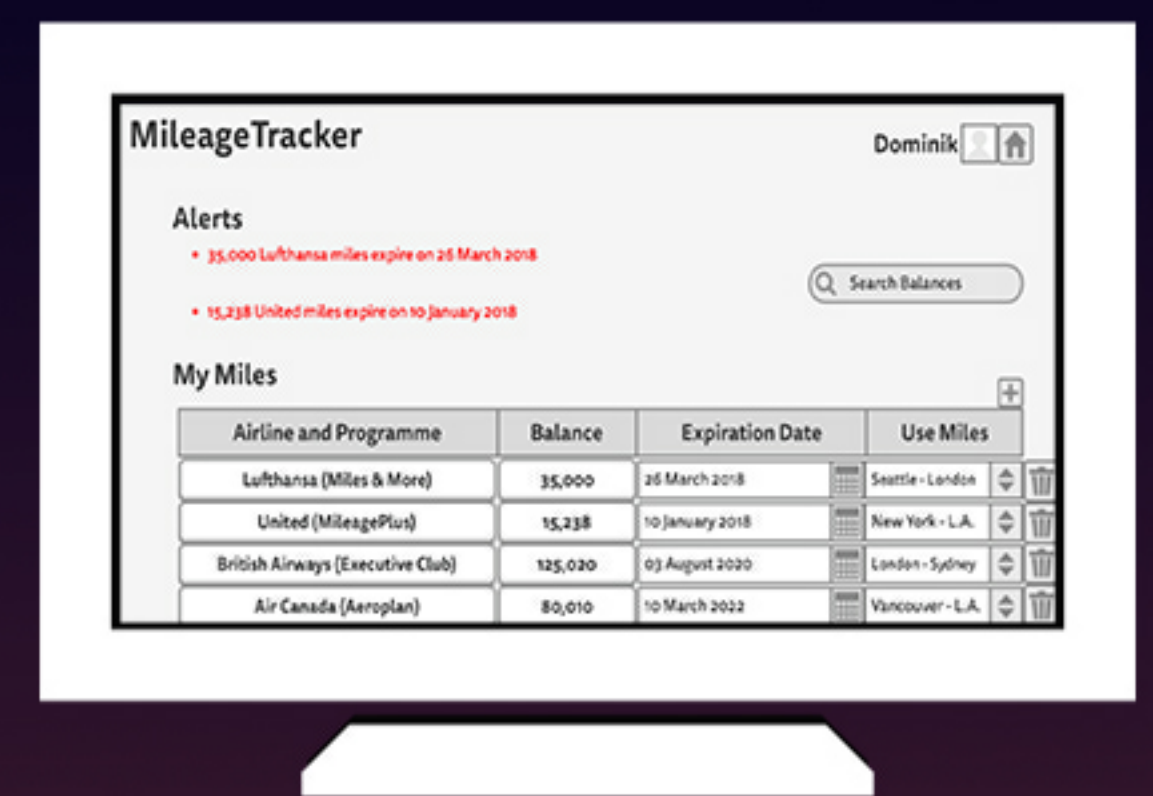 MileageTracker
Dominik
Alerts
• 35,000 Lufthansa miles expire on 26 March 2018
Search Balances
• 15,238 United miles expire on 10 January 2018
My Miles
Airline and Programme Balance Expiration Date Use Miles
Lufthansa (Miles & More) 35,000 26 March 2018 Seattle - London
United (MileagePlus) 15,238 10 January 2018 New York - L.A.
British Airways (Executive Club) 125,020 03 August 2020 London - Sydney
Air Canada (Aeroplan) 80,010 10 March 2022 Vancouver - L.A.